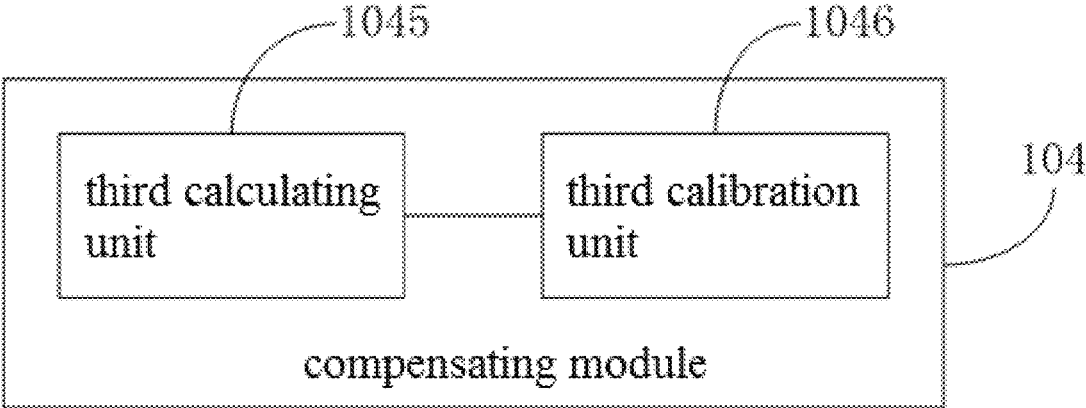 1045
1046
104
third calculating
unit
third calibration
unit
compensating module